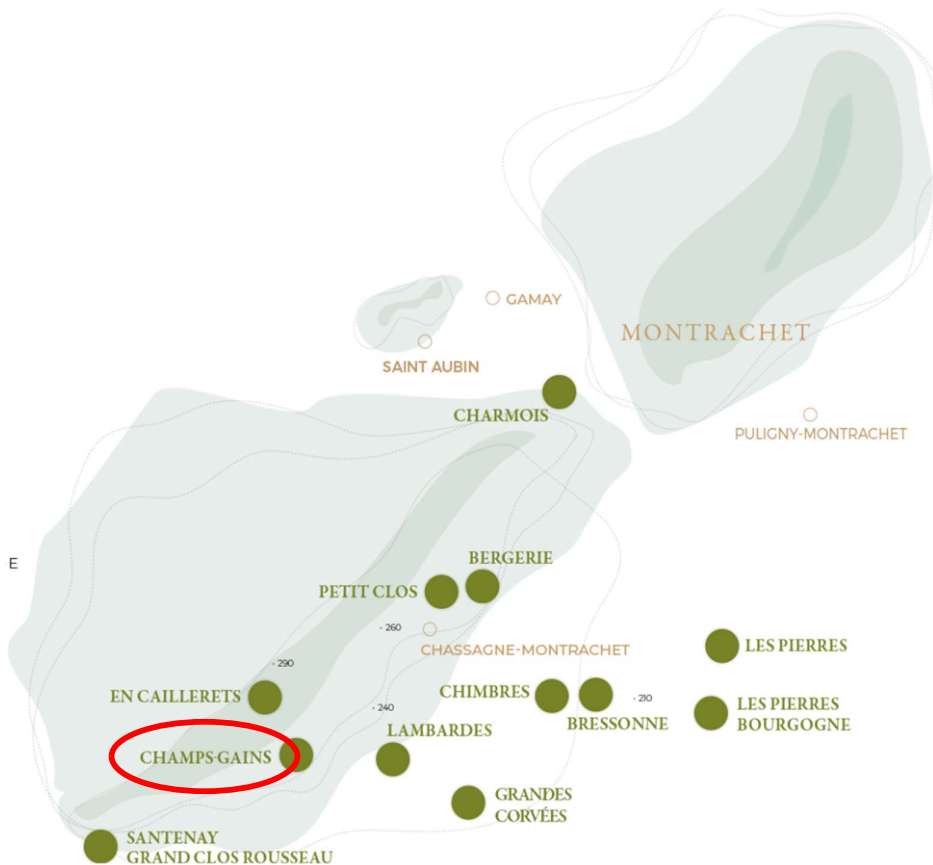 GAMAY
MONTRACHET
SAINT AUBIN
CHARMOIS
PULIGNY-MONTRACHET
E
BERGERIE
PETIT CLOS
· 260
CHASSAGNE-MONTRACHET
LES PIERRES
· 290
EN CAILLERETS
CHIMBRES
· 210
LES PIERRES
BOURGOGNE
· 240
BRESSONNE
LAMBARDES
CHAMPS·GAINS
GRANDES
CORVÉES
SANTENAY
GRAND CLOS ROUSSEAU